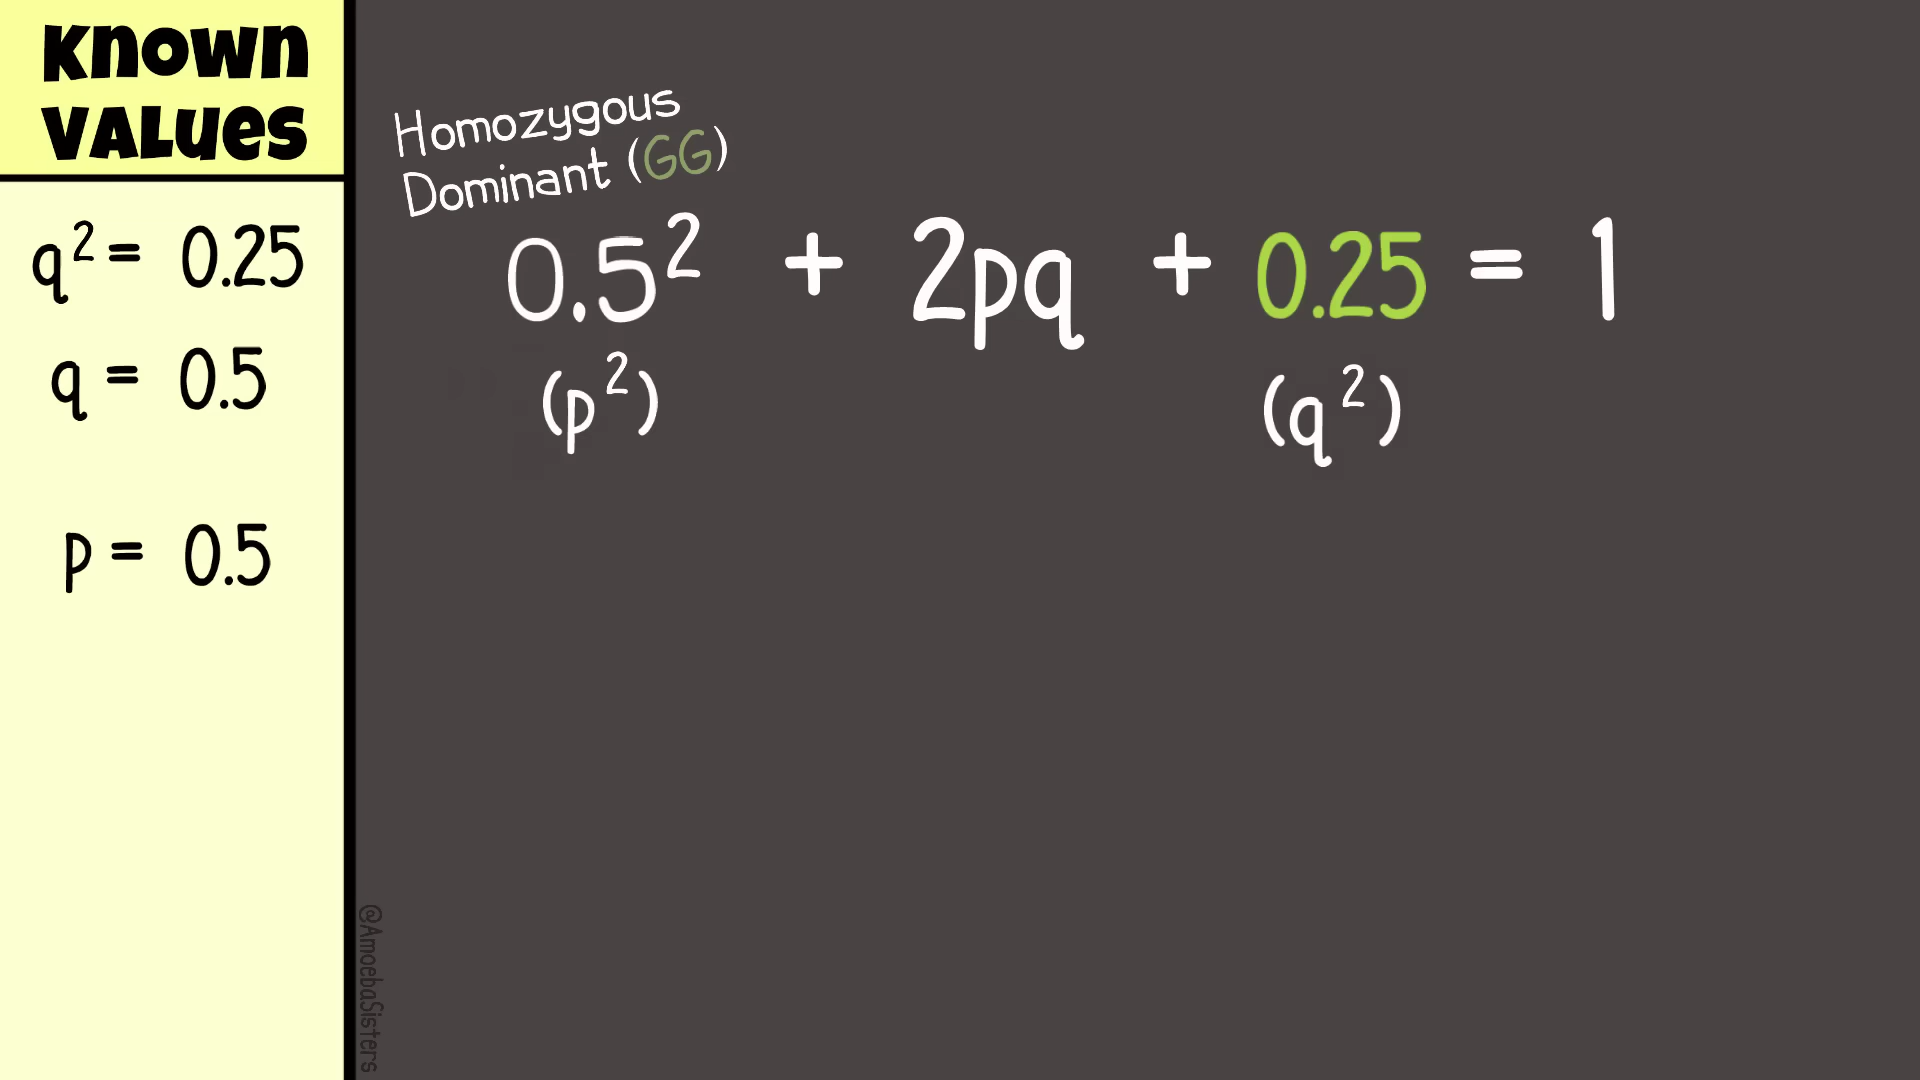 Known
Values
q² = 0.25
q = 0.5
p = 0.5
Homozygous
Dominant (GG)
0.5² + 2pq + 0.25 = 1
(p²) (q²)
@AmoebaSisters